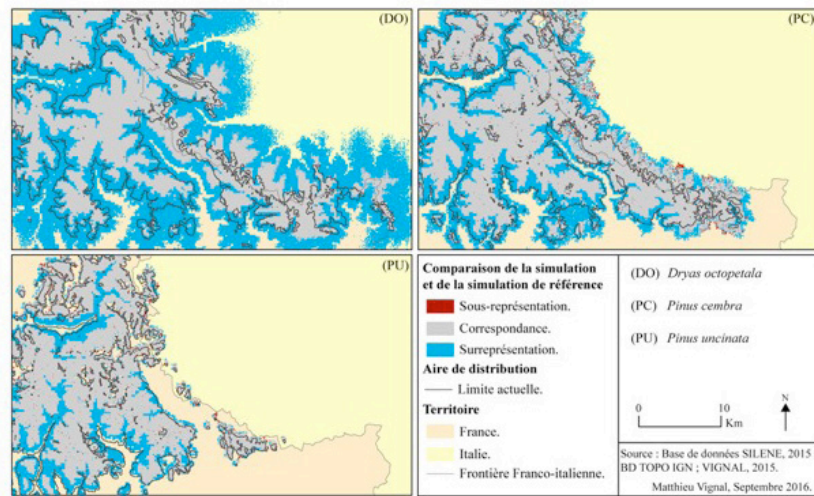 (DO)
(PC)
(PU)
Comparaison de la simulation
et de la simulation de référence
Sous-représentation.
Correspondance.
Surreprésentation.
Aire de distribution
Limite actuelle.
Territoire
France.
Italie.
Frontière Franco-italienne.
(DO) Dryas octopetala
(PC) Pinus cembra
(PU) Pinus uncinata
0 10
Km
N
Source : Base de données SILENE, 2015
BD TOPO IGN ; VIGNAL, 2015.
Matthieu Vignal, Septembre 2016.